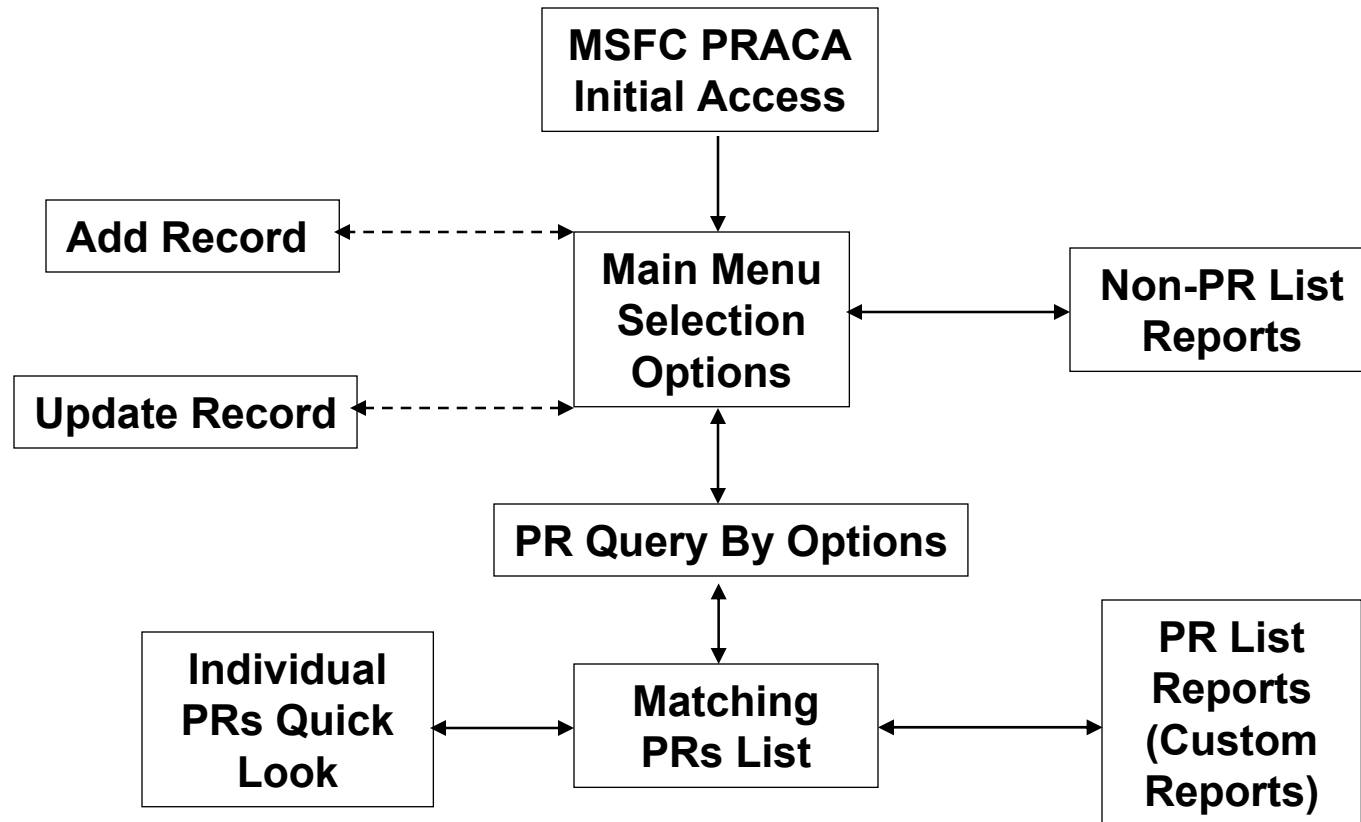 MSFC PRACA
Initial Access
Add Record
Main Menu
Selection
Options
Non-PR List
Reports
Update Record
PR Query By Options
Individual
PRs Quick
Look
Matching
PRs List
PR List
Reports
(Custom
Reports)